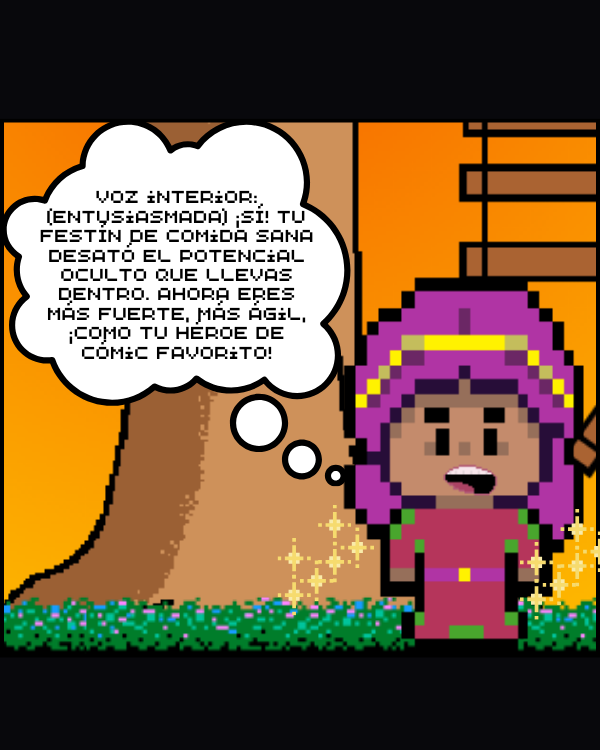 VOZ INTERIOR:
(ENTUSIASMADA) ¡SÍ! TU
FESTÍN DE COMIDA SANA
DESATÓ EL POTENCIAL
OCULTO QUE LLEVAS
DENTRO. AHORA ERES
MÁS FUERTE, MÁS ÁGIL,
¡COMO TU HÉROE DE
CÓMIC FAVORITO!